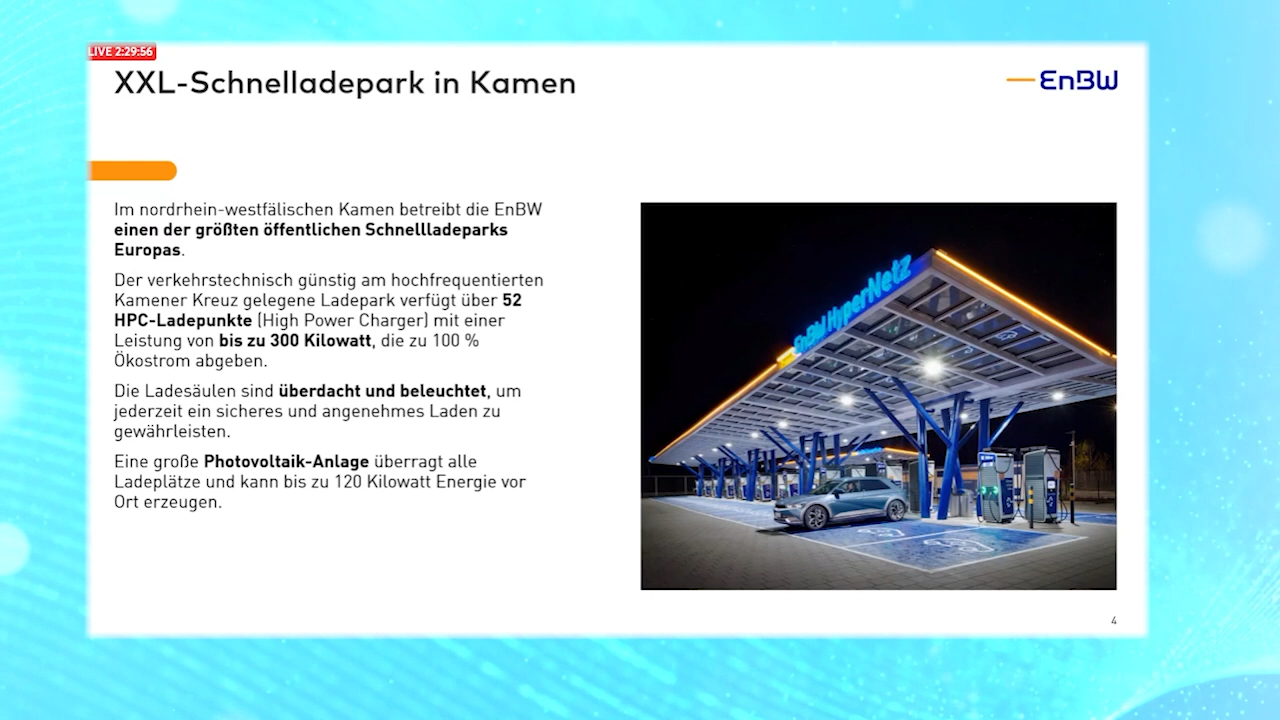 LIVE 2:29:56
XXL-Schnelladepark in Kamen
EnBW
Im nordrhein-westfälischen Kamen betreibt die EnBW
einen der größten öffentlichen Schnellladeparks
Europas.
Der verkehrstechnisch günstig am hochfrequentierten
Kamener Kreuz gelegene Ladepark verfügt über 52
HPC-Ladepunkte (High Power Charger) mit einer
Leistung von bis zu 300 Kilowatt, die zu 100 %
Ökostrom abgeben.
Die Ladesäulen sind überdacht und beleuchtet, um
jederzeit ein sicheres und angenehmes Laden zu
gewährleisten.
Eine große Photovoltaik-Anlage überragt alle
Ladeplätze und kann bis zu 120 Kilowatt Energie vor
Ort erzeugen.
EnBW HyperNetz
4